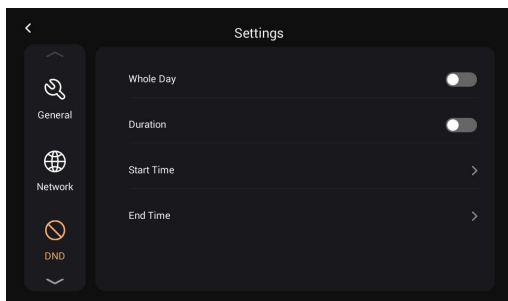 Settings
General
Network
DND
Whole Day
Duration
Start Time
End Time